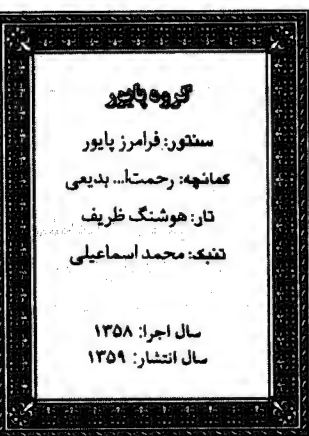 گروه پایور
سنتور: فرامرز پایور
کمانچه: رحمت‌ا... بدیعی
تار: هوشنگ ظریف
تنبک: محمد اسماعیلی
سال اجرا: ۱۳۵۸
سال انتشار: ۱۳۵۹